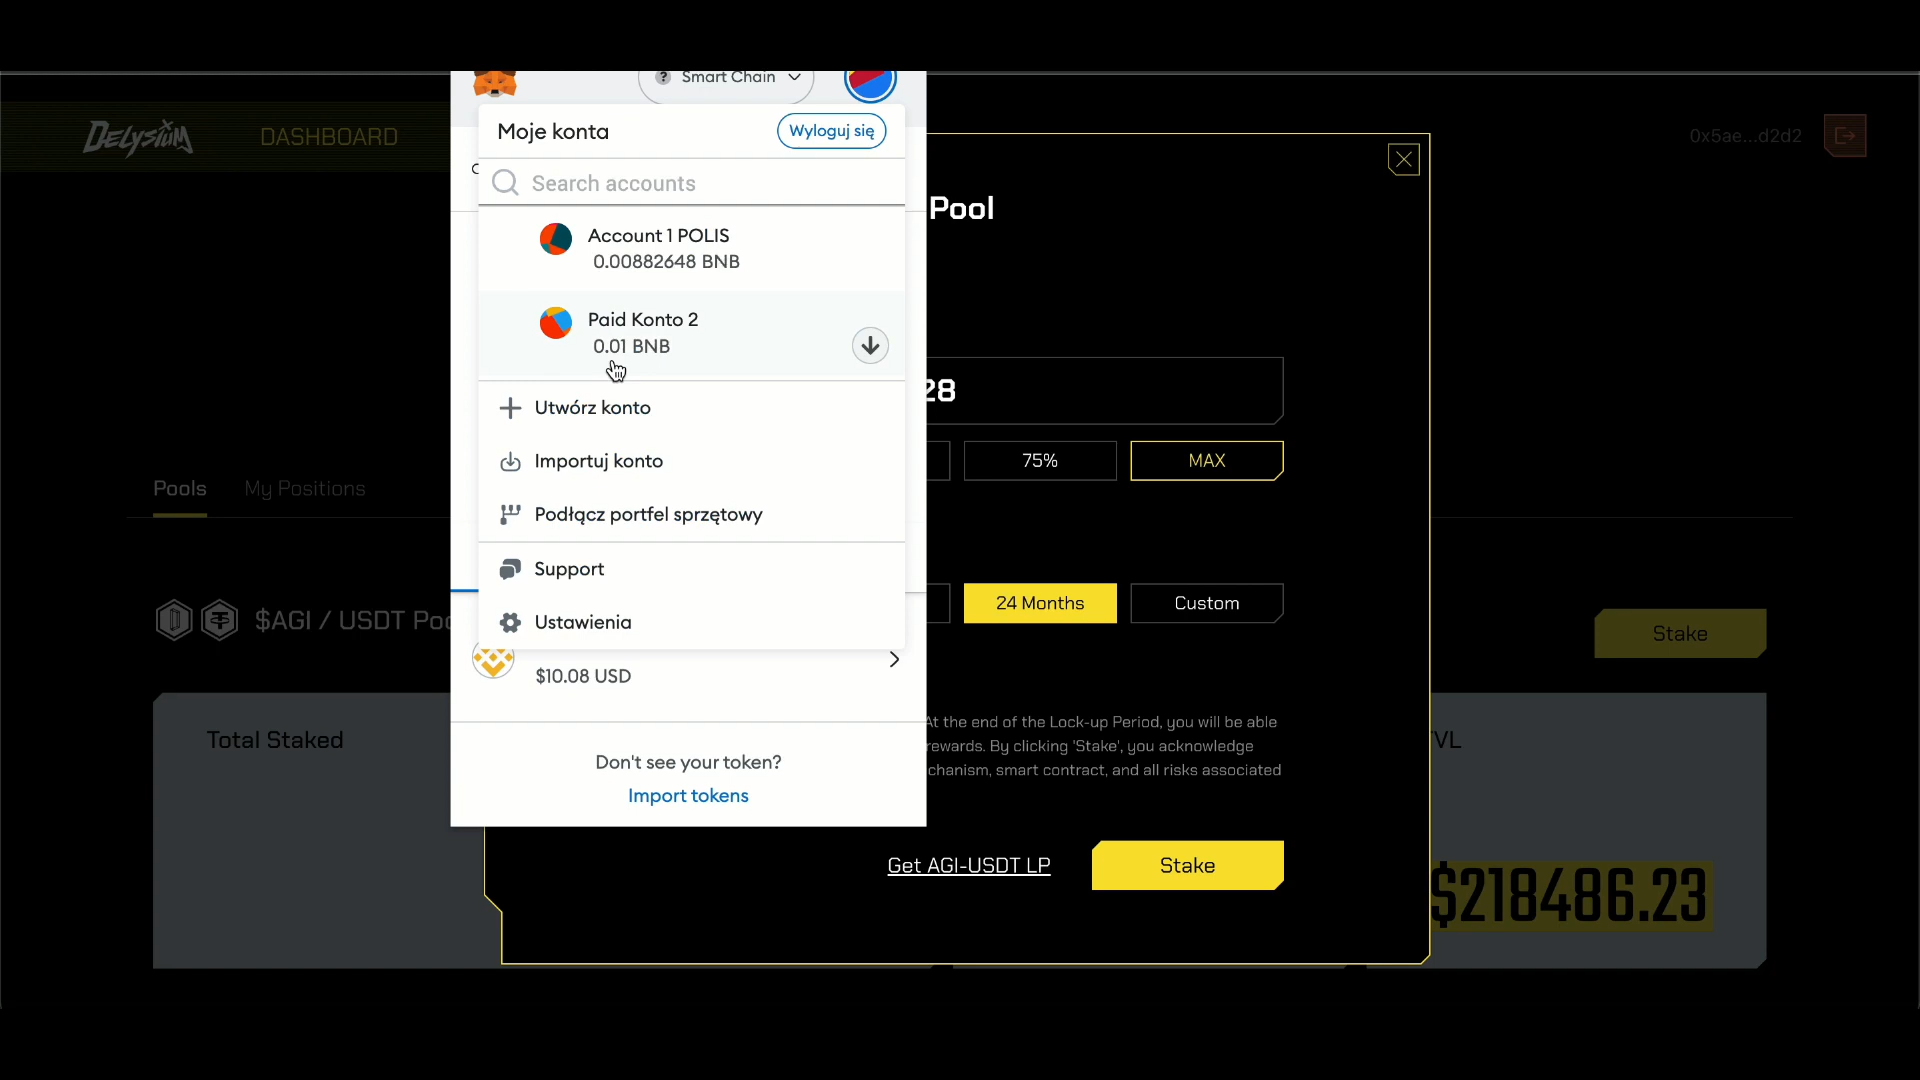 Smart Chain
DELYSIUM
DASHBOARD
0x5ae...d2d2
Moje konta
Wyloguj się
Search accounts
Pool
Account 1 POLIS
0.00882648 BNB
Paid Konto 2
0.01 BNB
28
Utwórz konto
Importuj konto
75%
MAX
Pools
My Positions
Podłącz portfel sprzętowy
Support
24 Months
Custom
$AGI / USDT
Stake
Ustawienia
$10.08 USD
At the end of the Lock-up Period, you will be able
rewards. By clicking 'Stake', you acknowledge
smart contract, and all risks associated
Total Staked
Don't see your token?
Import tokens
Get AGI-USDT LP
Stake
$218486.23